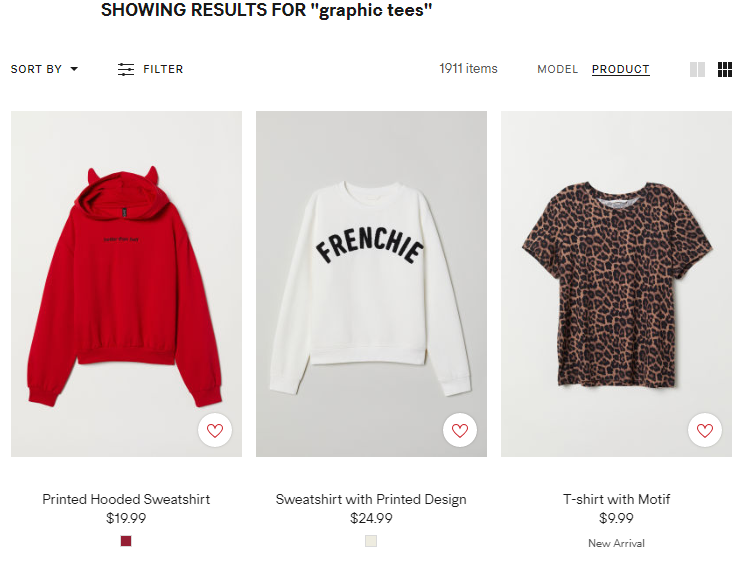 SHOWING RESULTS FOR "graphic tees"
SORT BY
FILTER
1911 items
MODEL
PRODUCT
FRENCHIE
Printed Hooded Sweatshirt
$19.99
Sweatshirt with Printed Design
$24.99
T-shirt with Motif
$9.99
New Arrival